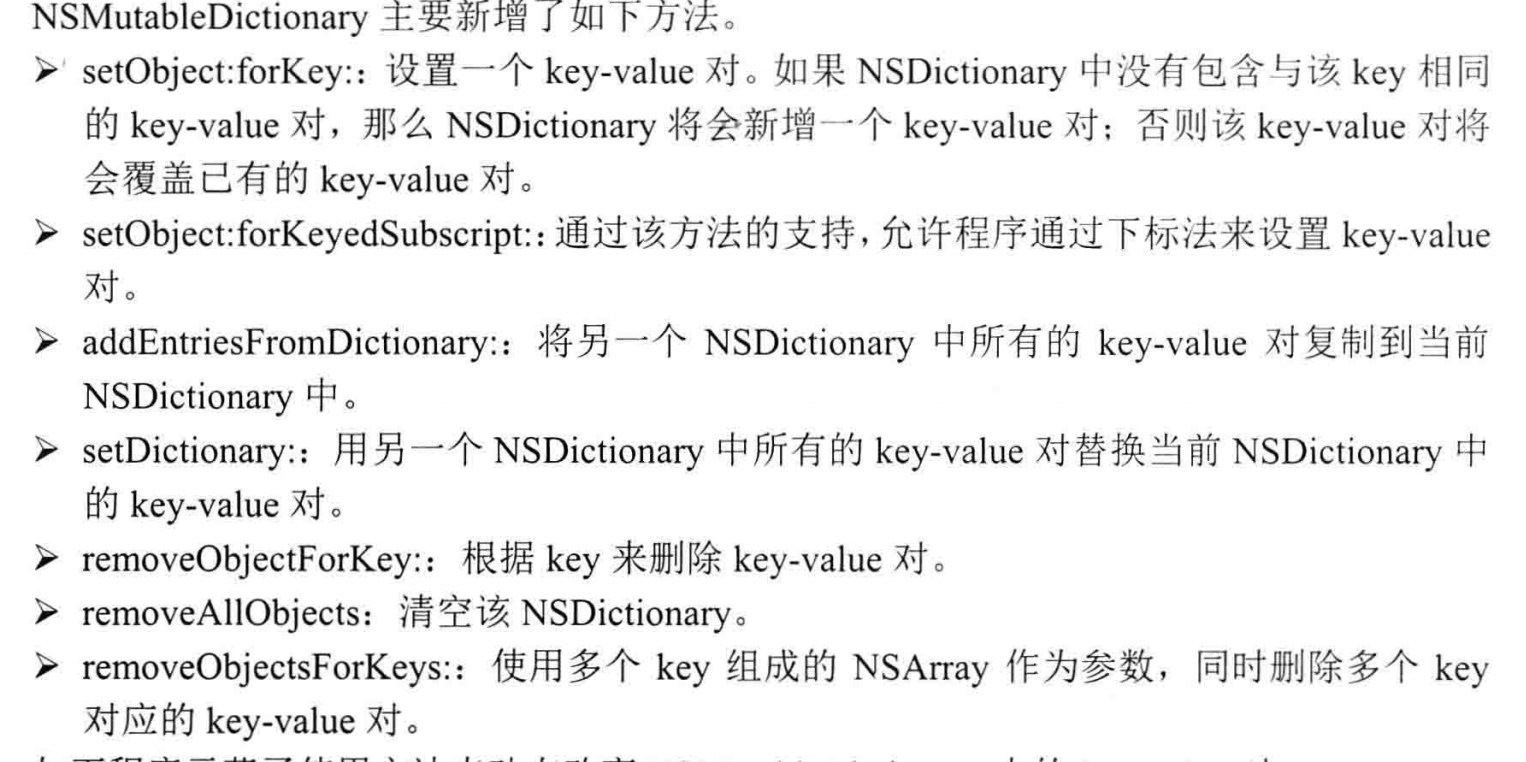 NSMutableDictionary 主要新增了如下方法。
➢ setObject:forKey:：设置一个 key-value 对。如果 NSDictionary 中没有包含与该 key 相同
的 key-value 对，那么 NSDictionary 将会新增一个 key-value 对；否则该 key-value 对将
会覆盖已有的 key-value 对。
➢ setObject:forKeyedSubscript:：通过该方法的支持，允许程序通过下标法来设置 key-value
对。
➢ addEntriesFromDictionary:：将另一个 NSDictionary 中所有的 key-value 对复制到当前
NSDictionary 中。
➢ setDictionary:：用另一个 NSDictionary 中所有的 key-value 对替换当前 NSDictionary 中
的 key-value 对。
➢ removeObjectForKey:：根据 key 来删除 key-value 对。
➢ removeAllObjects：清空该 NSDictionary。
➢ removeObjectsForKeys:：使用多个 key 组成的 NSArray 作为参数，同时删除多个 key
对应的 key-value 对。